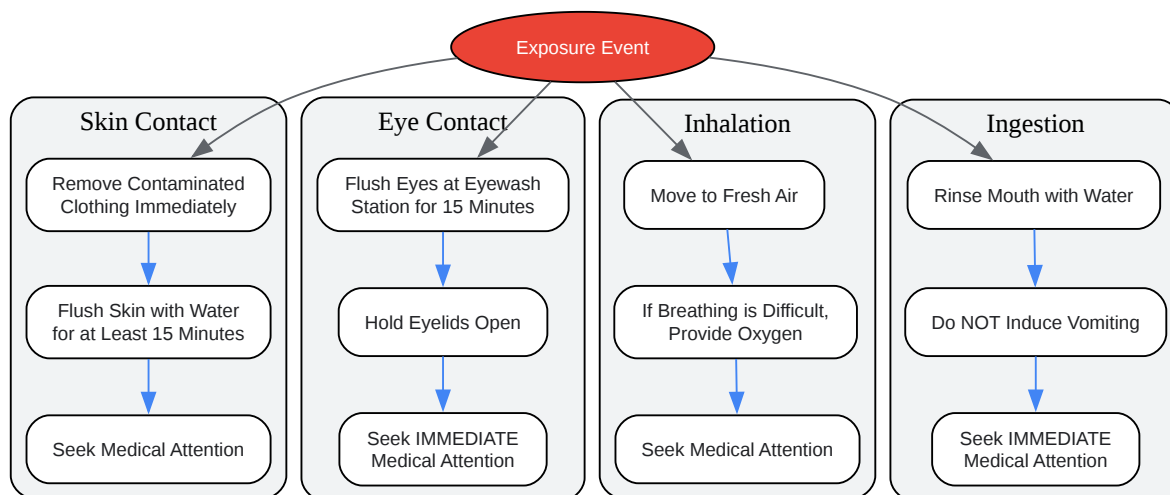 Exposure Event
Skin Contact
Remove Contaminated
Clothing Immediately
Flush Skin with Water
for at Least 15 Minutes
Seek Medical Attention
Eye Contact
Flush Eyes at Eyewash
Station for 15 Minutes
Hold Eyelids Open
Seek IMMEDIATE
Medical Attention
Inhalation
Move to Fresh Air
If Breathing is Difficult,
Provide Oxygen
Seek Medical Attention
Ingestion
Rinse Mouth with Water
Do NOT Induce Vomiting
Seek IMMEDIATE
Medical Attention